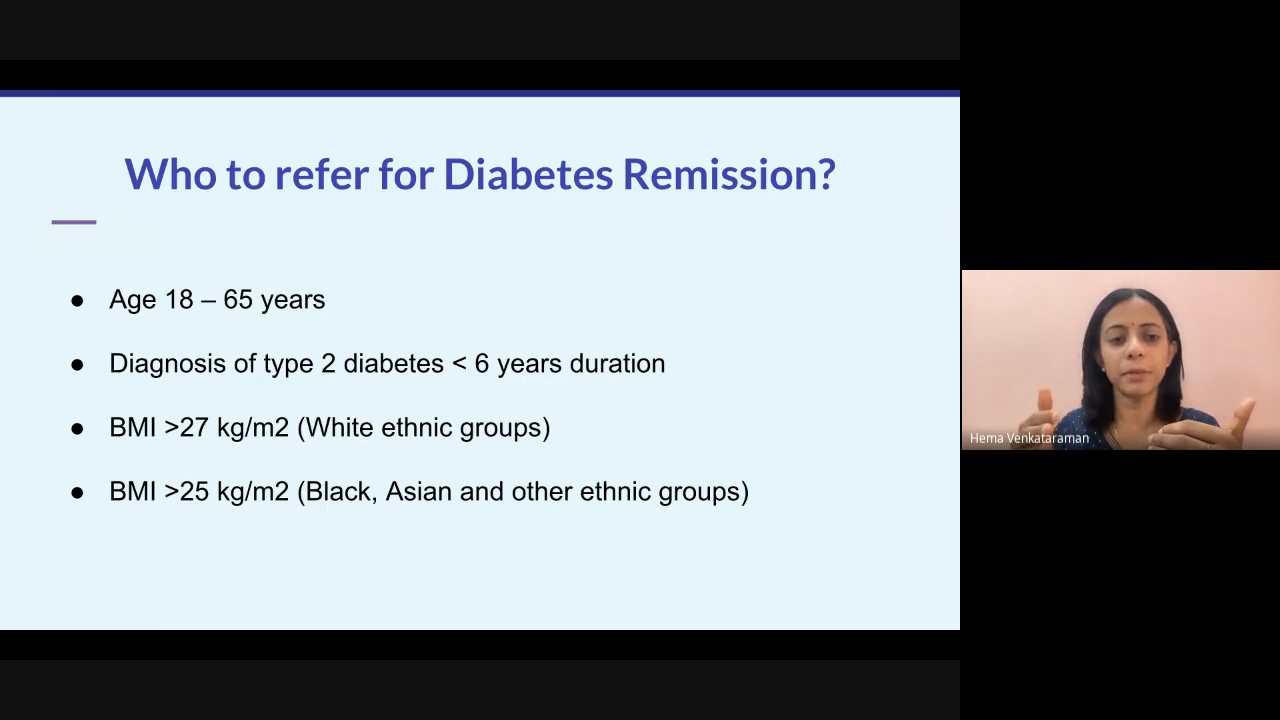 Who to refer for Diabetes Remission?
● Age 18 – 65 years
● Diagnosis of type 2 diabetes < 6 years duration
● BMI >27 kg/m2 (White ethnic groups)
● BMI >25 kg/m2 (Black, Asian and other ethnic groups)
Hema Venkataraman